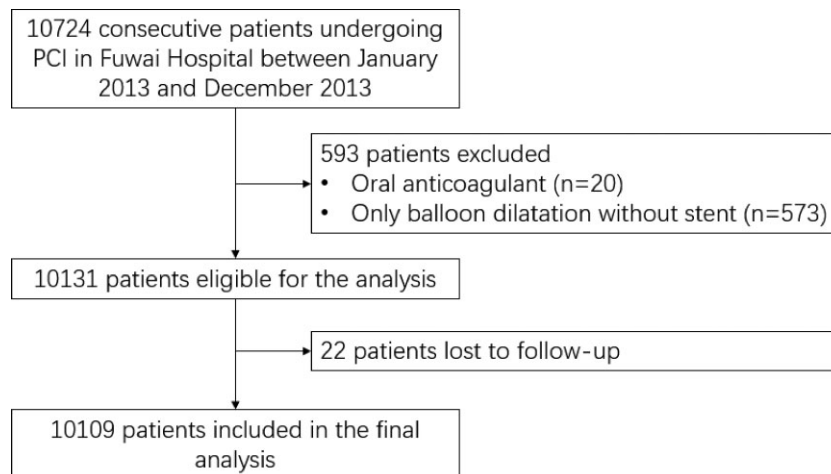 10724 consecutive patients undergoing
PCI in Fuwai Hospital between January
2013 and December 2013
593 patients excluded
• Oral anticoagulant (n=20)
• Only balloon dilatation without stent (n=573)
10131 patients eligible for the analysis
22 patients lost to follow-up
10109 patients included in the final
analysis